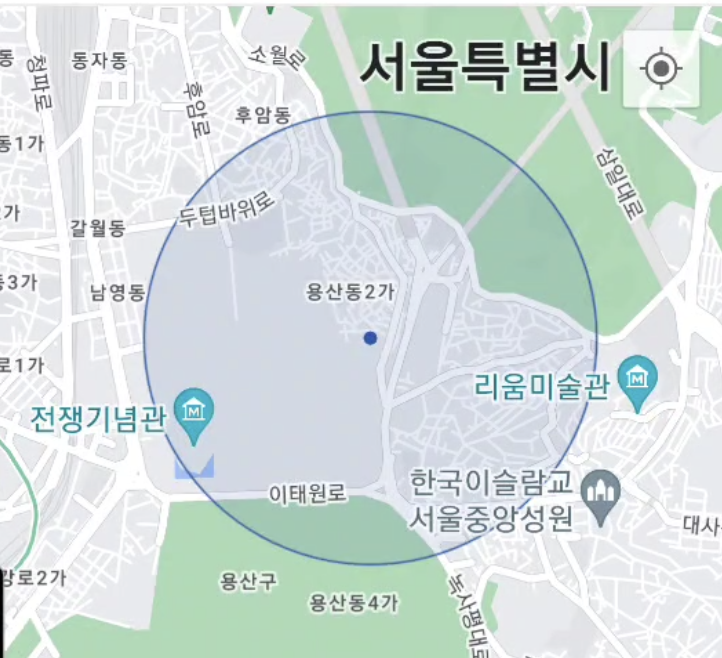 소월로
서울특별시
동
청파로
동자동
후암로
후암동
동1가
삼일대로
가
두텁바위로
갈월동
동3가
남영동
용산동2가
로1가
리움미술관
전쟁기념관
한국이슬람교
서울중앙성원
이태원로
대사
강로2가
용산구
용산동4가
녹사평대로